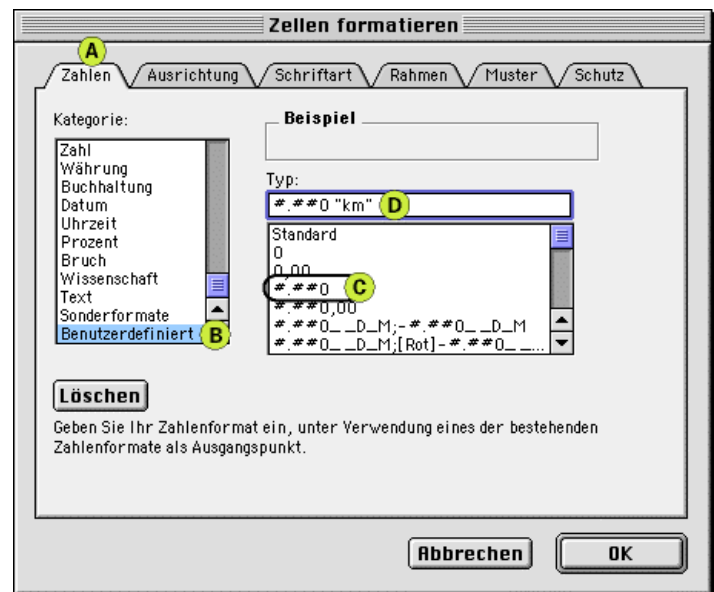 Zellen formatieren
A
Zahlen Ausrichtung Schriftart Rahmen Muster Schutz
Kategorie:
Zahl
Währung
Buchhaltung
Datum
Uhrzeit
Prozent
Bruch
Wissenschaft
Text
Sonderformate
Benutzerdefiniert B
Beispiel
Typ:
#.##0 "km" D
Standard
0
0,00
#.##0 C
#.##0,00
#.##0_ _D_M;-#.##0_ _D_M
#.##0_ _D_M;[Rot]-#.##0_ _...
Löschen
Geben Sie Ihr Zahlenformat ein, unter Verwendung eines der bestehenden
Zahlenformate als Ausgangspunkt.
Abbrechen OK